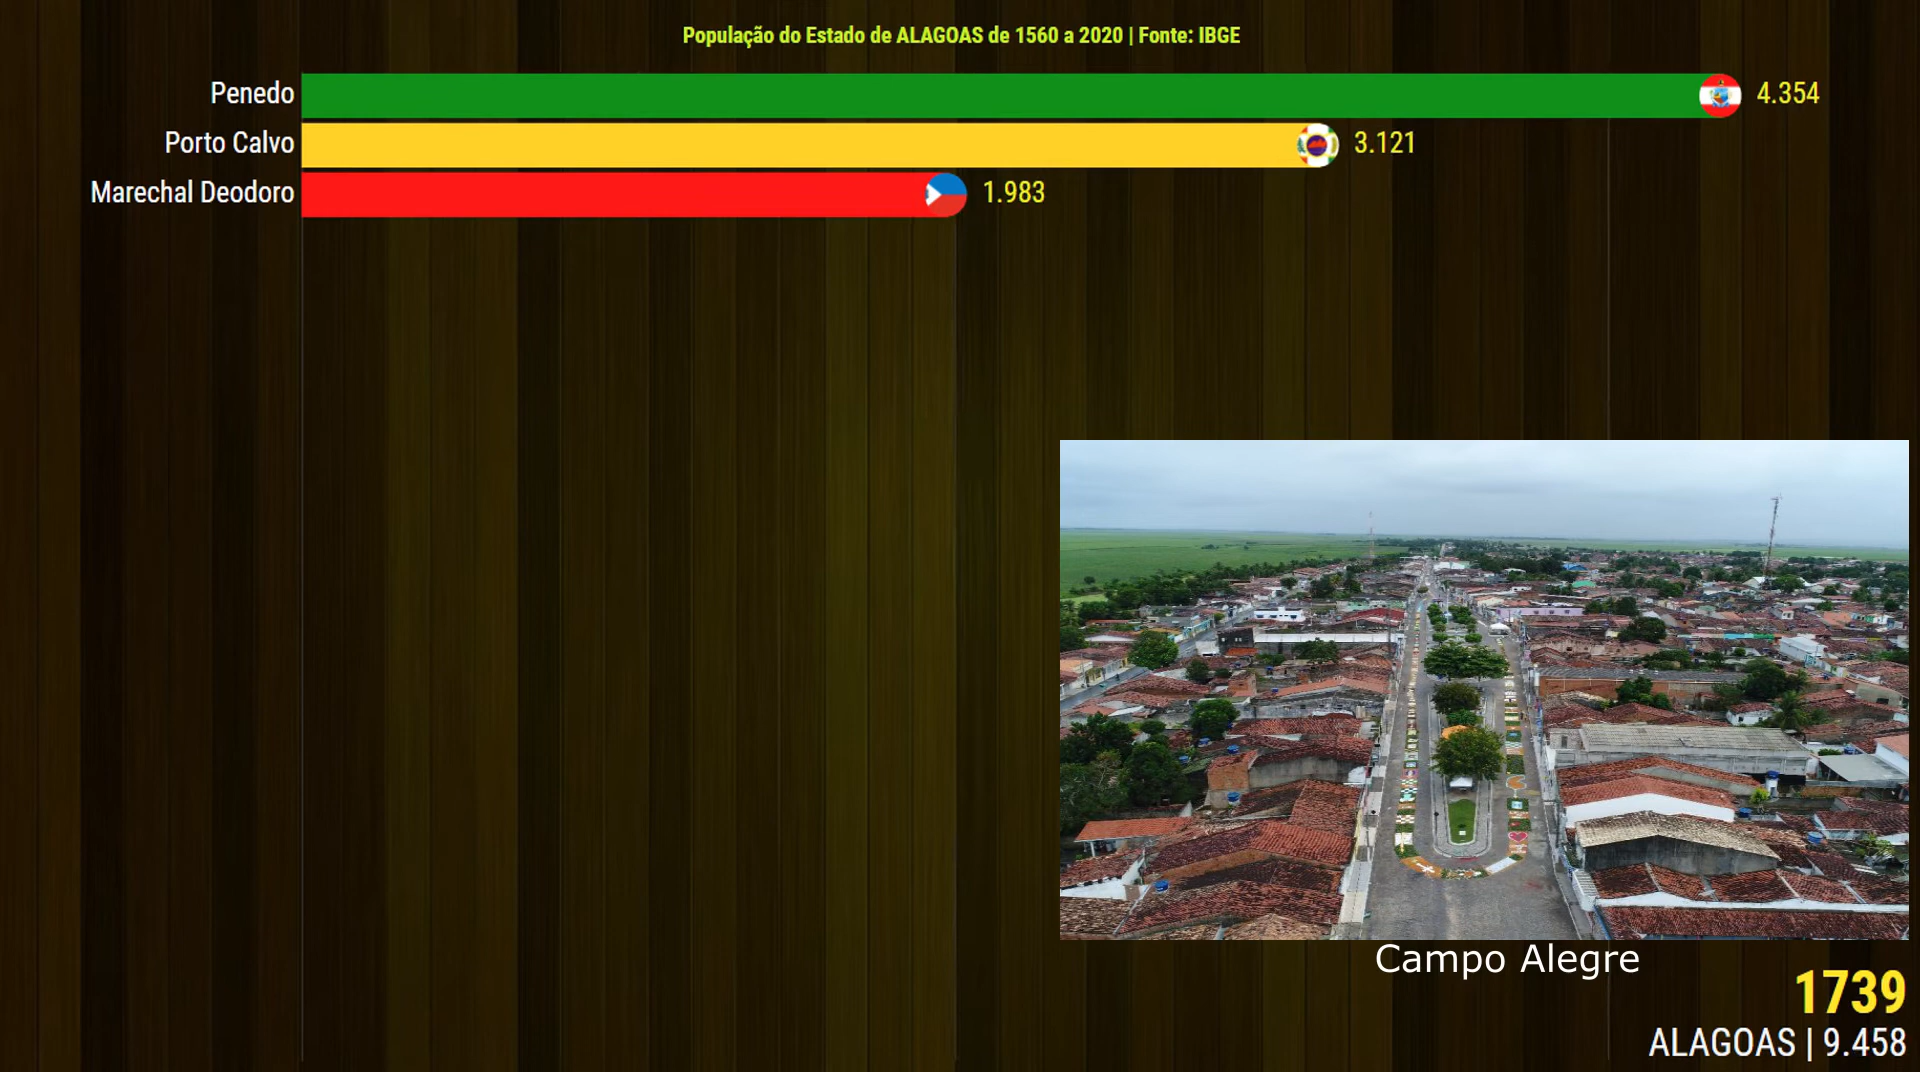 População do Estado de ALAGOAS de 1560 a 2020 | Fonte: IBGE
Penedo 4.354
Porto Calvo 3.121
Marechal Deodoro 1.983
Campo Alegre
1739
ALAGOAS | 9.458